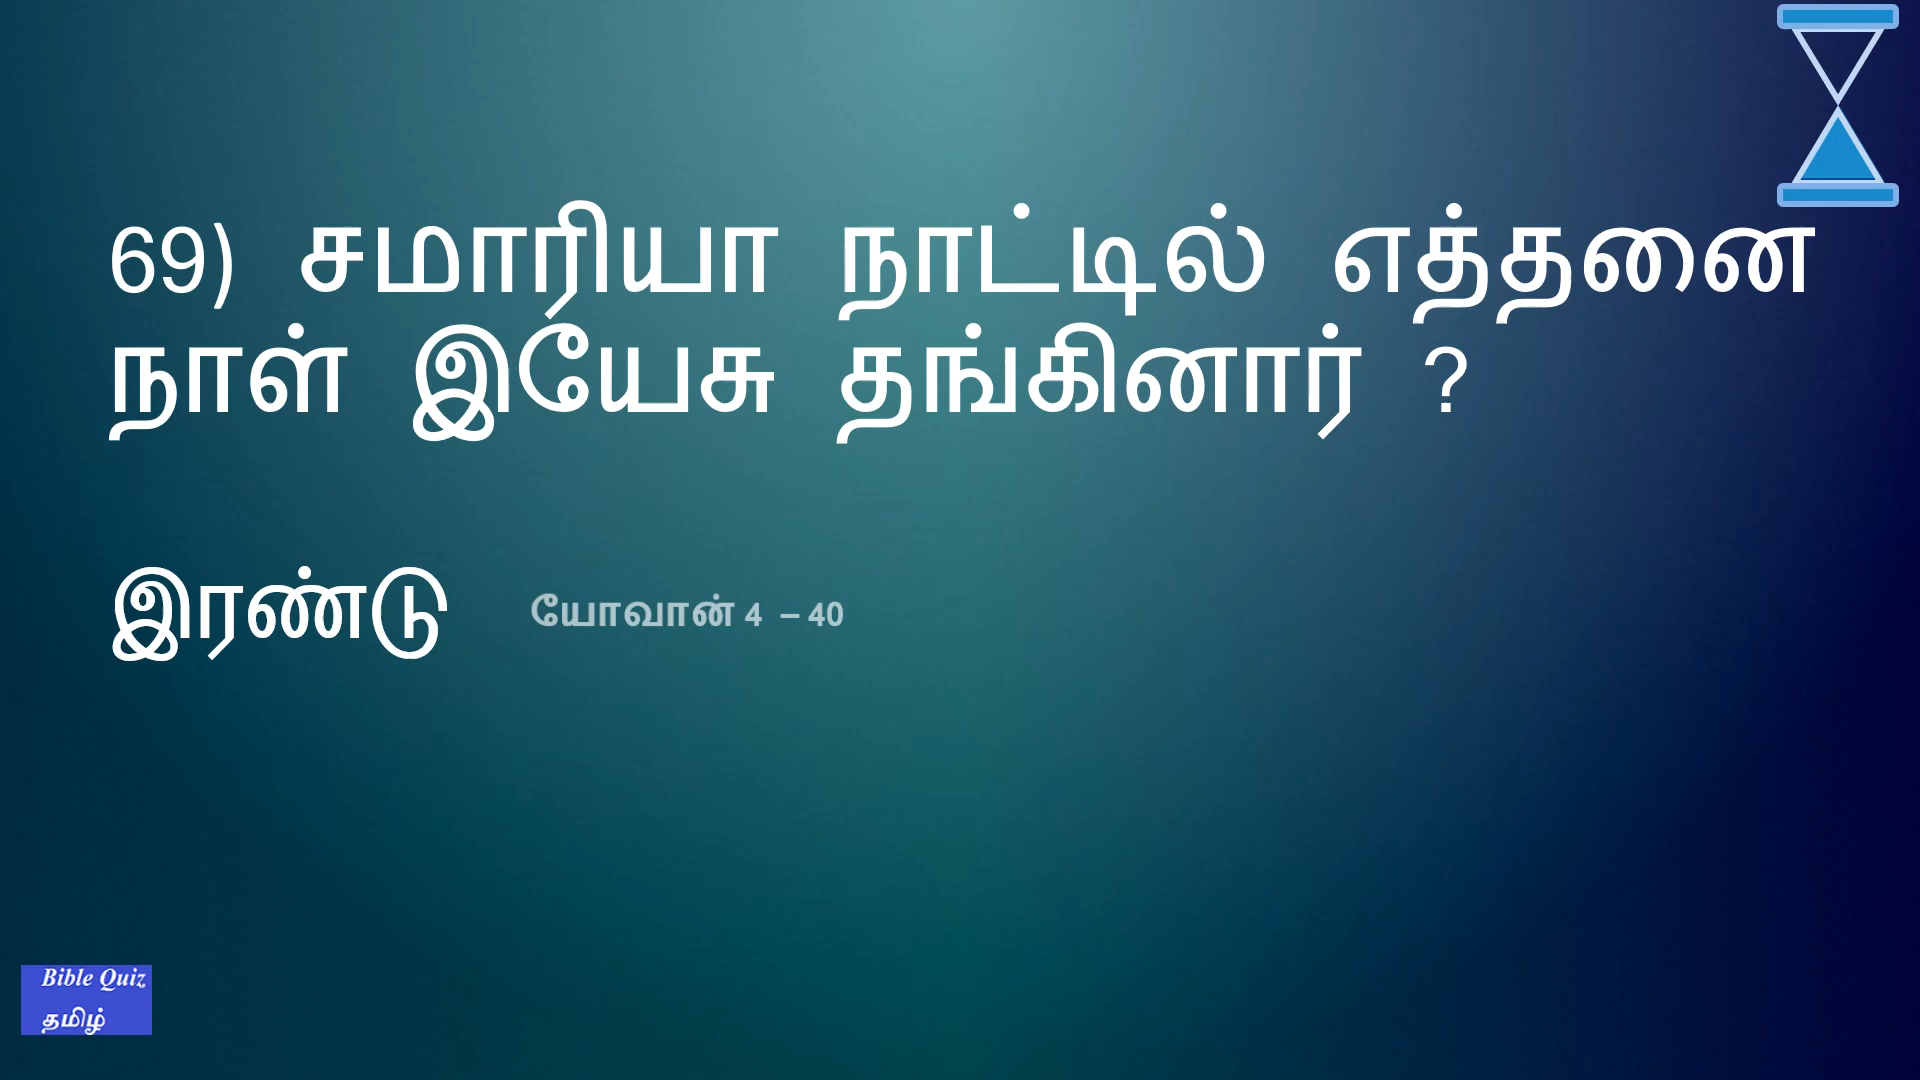 69) சமாரியா நாட்டில் எத்தனை
நாள் இயேசு தங்கினார் ?
இரண்டு யோவான் 4 – 40
Bible Quiz
தமிழ்